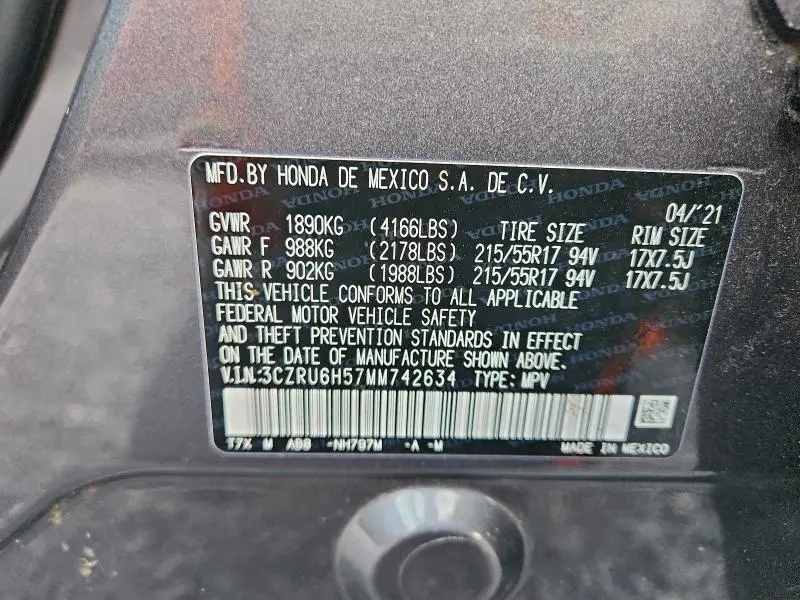 MFD.BY HONDA DE MEXICO S.A. DE C.V.
04/'21
GVWR 1890KG (4166LBS) TIRE SIZE RIM SIZE
GAWR F 988KG (2178LBS) 215/55R17 94V 17X7.5J
GAWR R 902KG (1988LBS) 215/55R17 94V 17X7.5J
THIS VEHICLE CONFORMS TO ALL APPLICABLE
FEDERAL MOTOR VEHICLE SAFETY
AND THEFT PREVENTION STANDARDS IN EFFECT
ON THE DATE OF MANUFACTURE SHOWN ABOVE.
V.I.N:3CZRU6H57MM742634 TYPE: MPV
T7X M AB8 -NH797M -A -M
MADE IN MEXICO